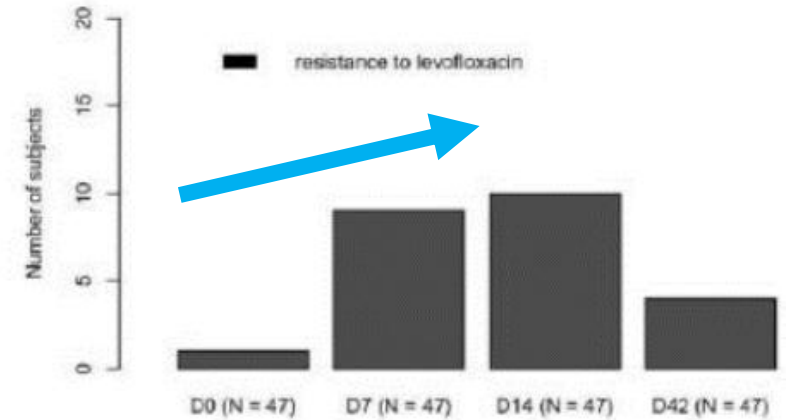 20
resistance to levofloxacin
15
10
5
0
Number of subjects
D0 (N = 47) D7 (N = 47) D14 (N = 47) D42 (N = 47)